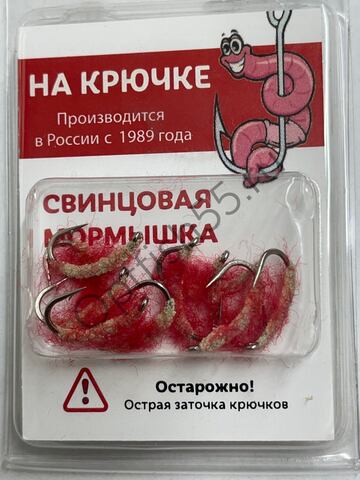 НА КРЮЧКЕ
Производится
в России с 1989 года
СВИНЦОВАЯ
МОРМЫШКА
Осторожно!
Острая заточка крючков